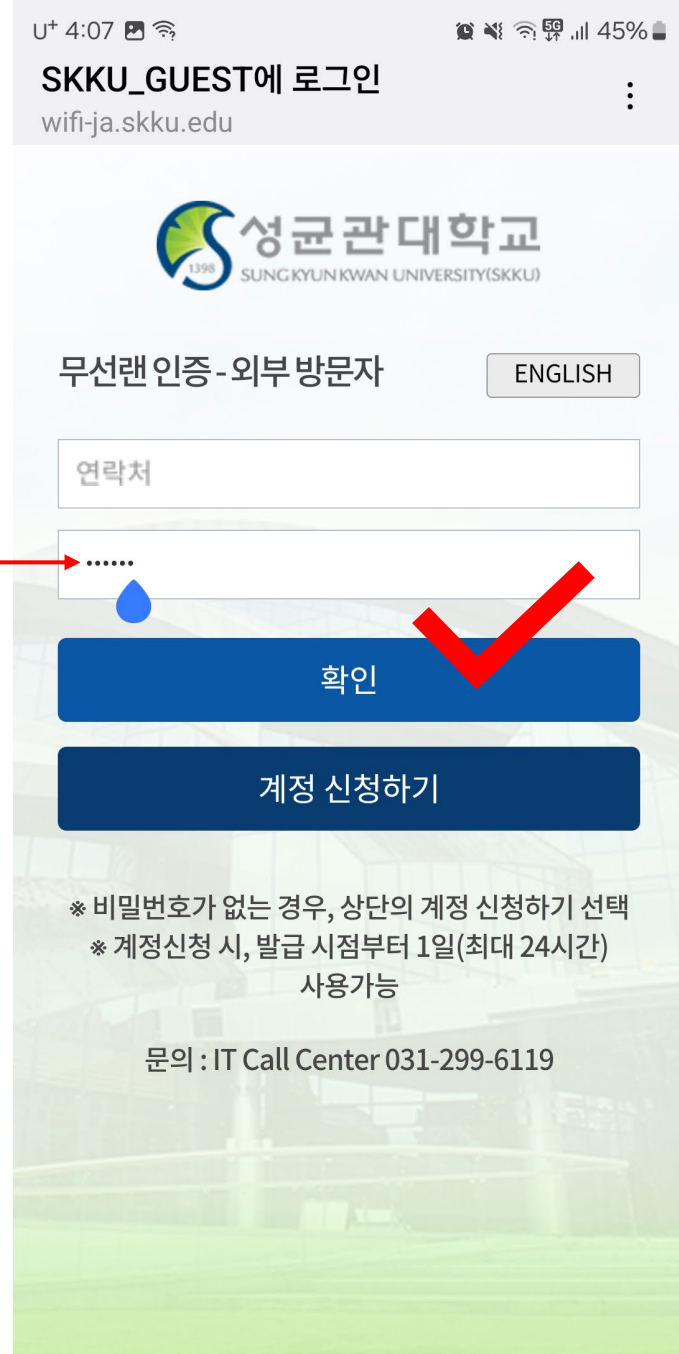 U+ 4:07 45%
SKKU_GUEST에 로그인
wifi-ja.skku.edu
1398
성균관대학교
SUNG KYUN KWAN UNIVERSITY(SKKU)
무선랜 인증 - 외부 방문자
ENGLISH
연락처
••••••
확인
계정 신청하기
※ 비밀번호가 없는 경우, 상단의 계정 신청하기 선택
※ 계정신청 시, 발급 시점부터 1일(최대 24시간)
사용가능
문의 : IT Call Center 031-299-6119